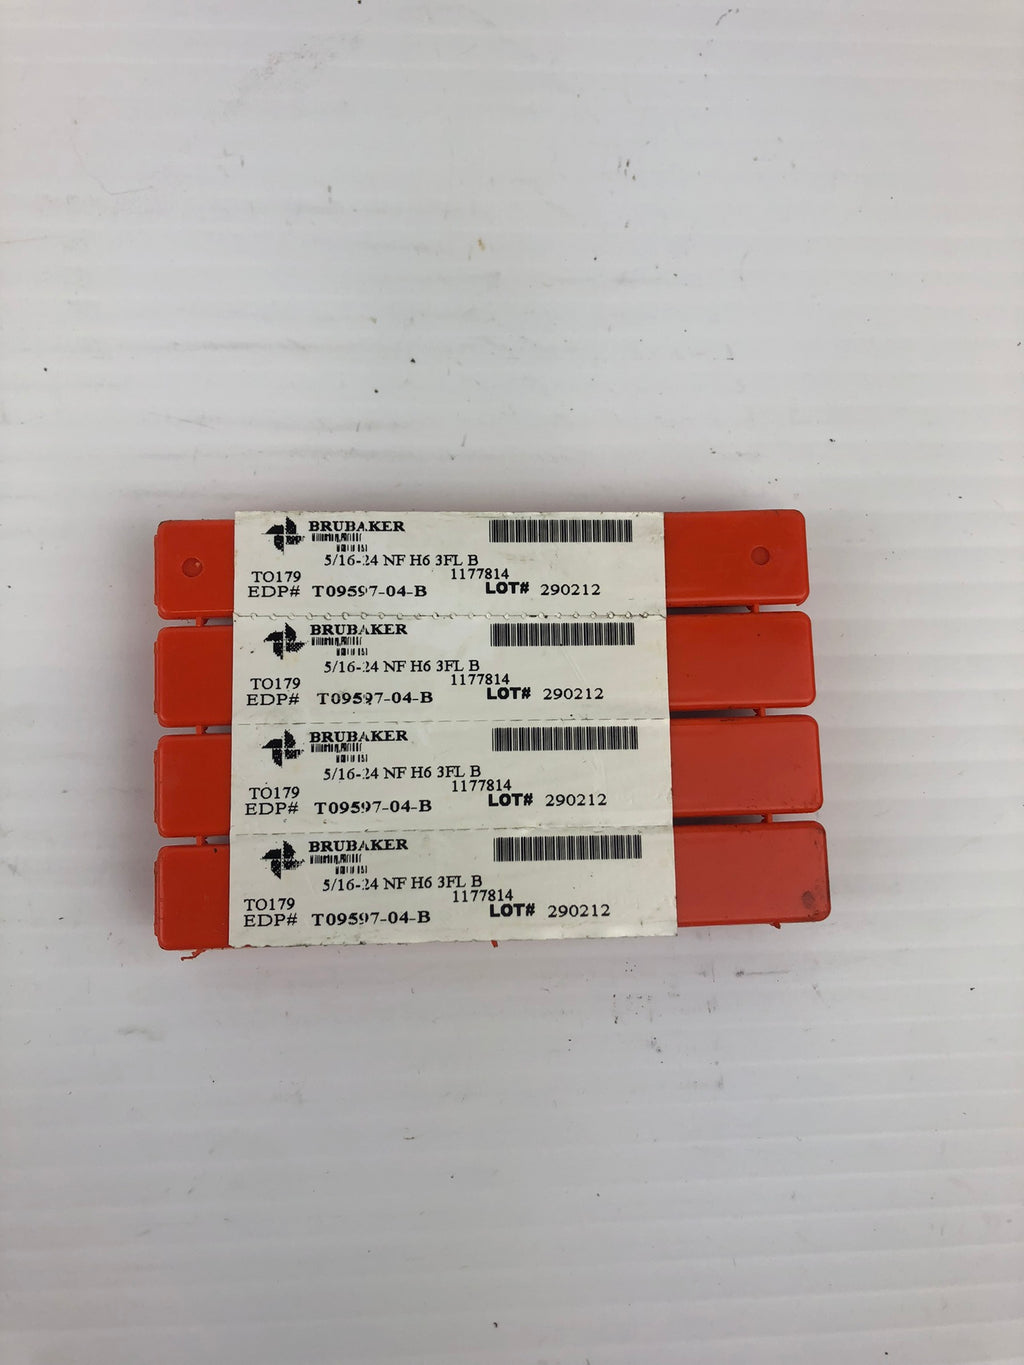 BRUBAKER
5/16-24 NF H6 3FL B
1177814
TO179
EDP# T09597-04-B LOT# 290212
BRUBAKER
5/16-24 NF H6 3FL B
1177814
TO179
EDP# T09597-04-B LOT# 290212
BRUBAKER
5/16-24 NF H6 3FL B
1177814
TO179
EDP# T09597-04-B LOT# 290212
BRUBAKER
5/16-24 NF H6 3FL B
1177814
TO179
EDP# T09597-04-B LOT# 290212